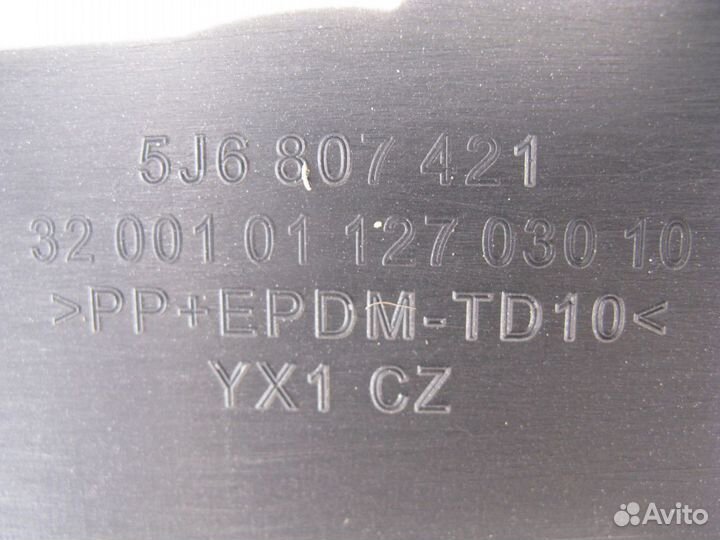 5J6 807 421
32 001 01 127 030 10
>PP+EPDM-TD10<
YX1 CZ
Avito